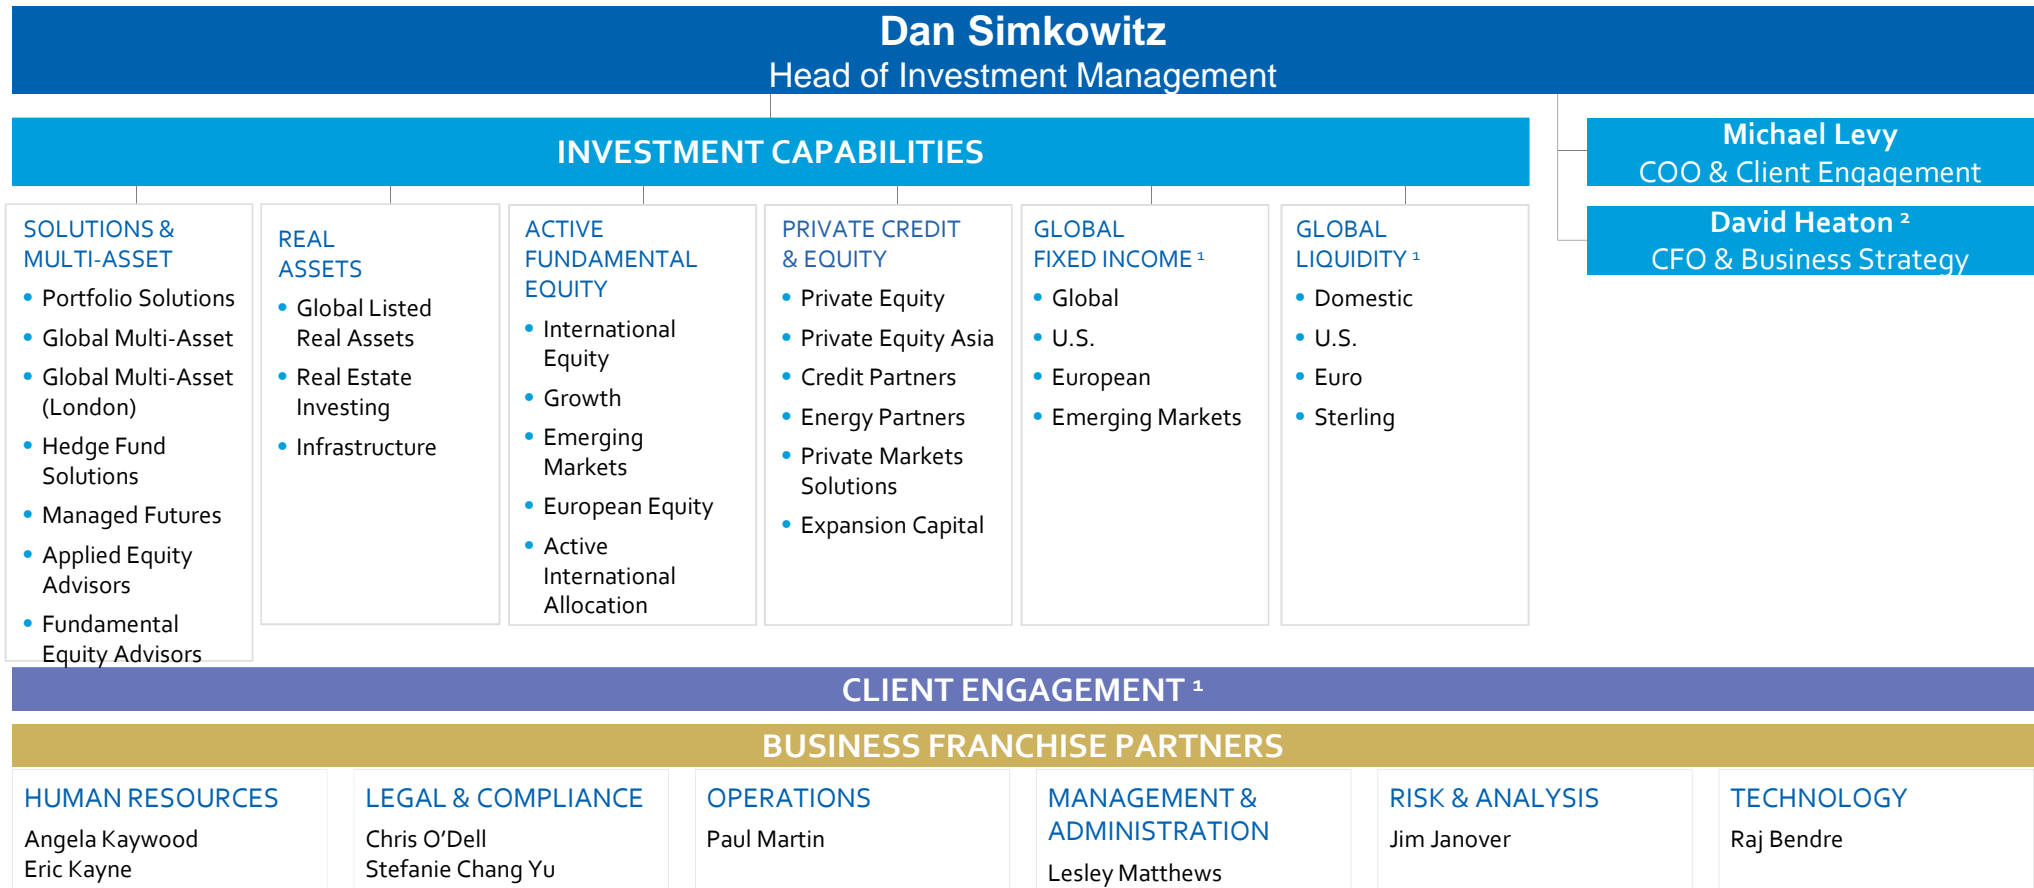 Dan Simkowitz
Head of Investment Management
INVESTMENT CAPABILITIES
Michael Levy
COO & Client Engagement
David Heaton ²
CFO & Business Strategy
SOLUTIONS &
MULTI-ASSET
• Portfolio Solutions
• Global Multi-Asset
• Global Multi-Asset
(London)
• Hedge Fund
Solutions
• Managed Futures
• Applied Equity
Advisors
• Fundamental
Equity Advisors
REAL
ASSETS
• Global Listed
Real Assets
• Real Estate
Investing
• Infrastructure
ACTIVE
FUNDAMENTAL
EQUITY
• International
Equity
• Growth
• Emerging
Markets
• European Equity
• Active
International
Allocation
PRIVATE CREDIT
& EQUITY
• Private Equity
• Private Equity Asia
• Credit Partners
• Energy Partners
• Private Markets
Solutions
• Expansion Capital
GLOBAL
FIXED INCOME ¹
• Global
• U.S.
• European
• Emerging Markets
GLOBAL
LIQUIDITY ¹
• Domestic
• U.S.
• Euro
• Sterling
CLIENT ENGAGEMENT ¹
BUSINESS FRANCHISE PARTNERS
HUMAN RESOURCES
Angela Kaywood
Eric Kayne
LEGAL & COMPLIANCE
Chris O’Dell
Stefanie Chang Yu
OPERATIONS
Paul Martin
MANAGEMENT &
ADMINISTRATION
Lesley Matthews
RISK & ANALYSIS
Jim Janover
TECHNOLOGY
Raj Bendre